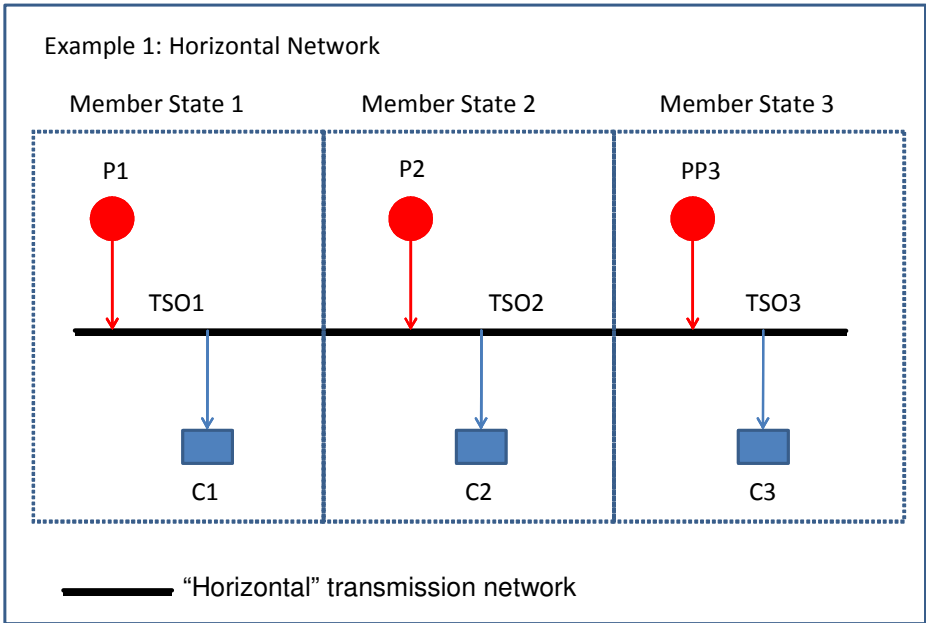 Example 1: Horizontal Network
Member State 1 Member State 2 Member State 3
P1 P2 PP3
TSO1 TSO2 TSO3
C1 C2 C3
“Horizontal” transmission network